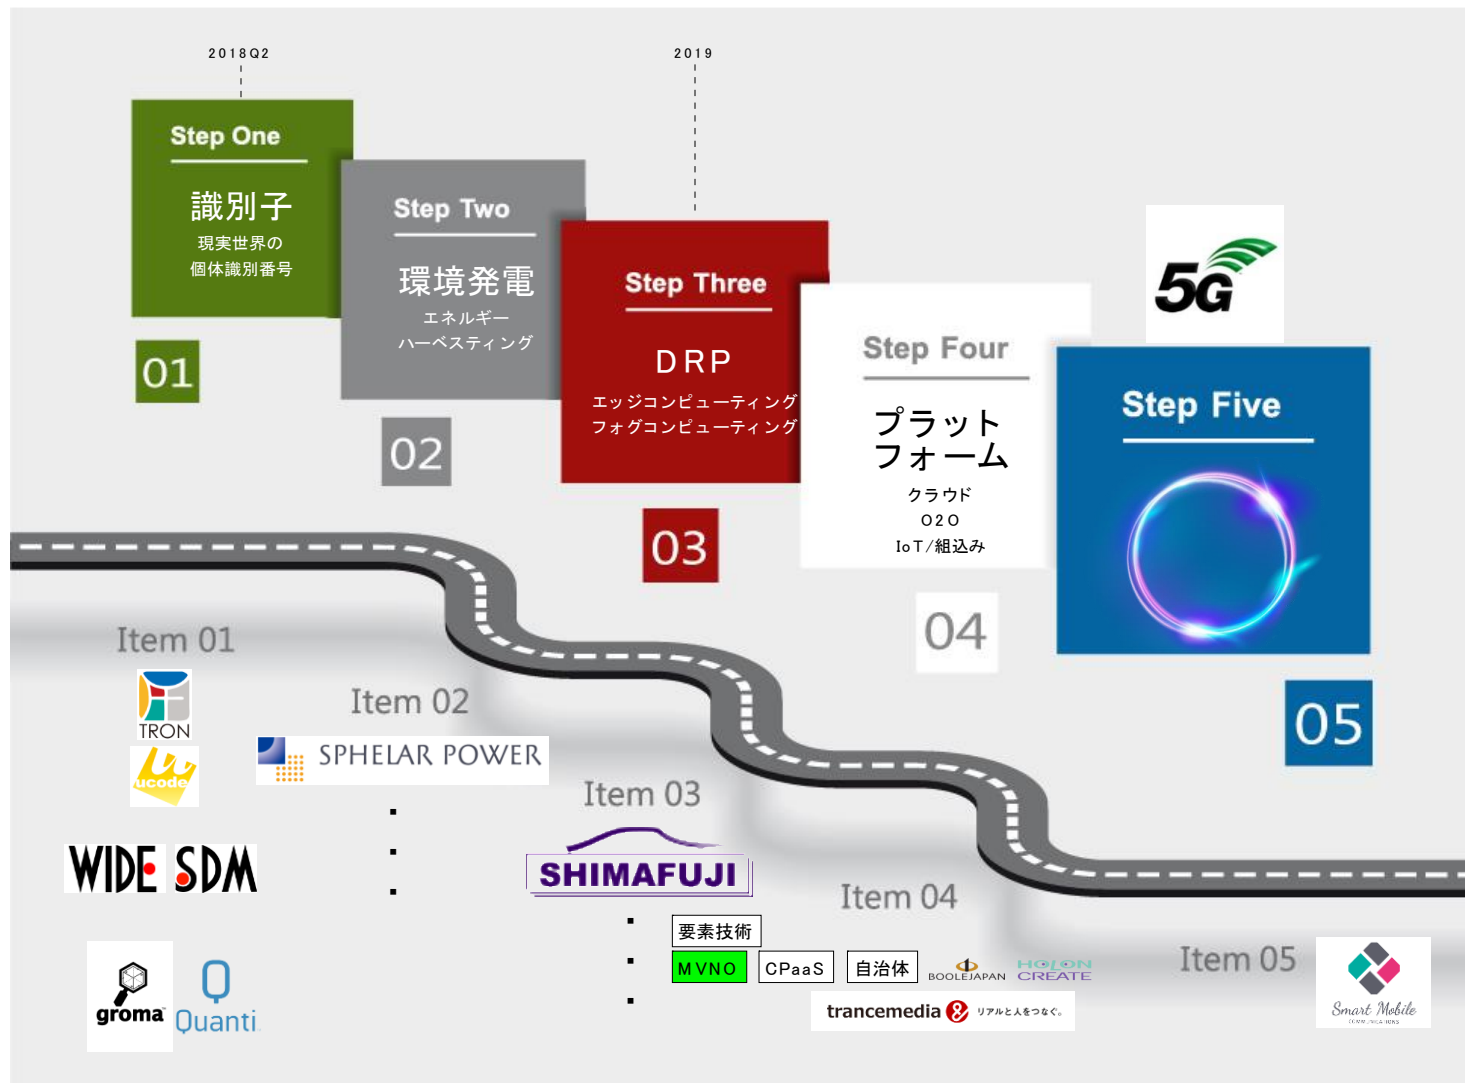 2018Q2
2019
Step One
識別子
現実世界の
個体識別番号
01
Step Two
環境発電
エネルギー
ハーベスティング
02
Step Three
DRP
エッジコンピューティング
フォグコンピューティング
03
Step Four
プラット
フォーム
クラウド
O2O
IoT/組込み
04
5G
Step Five
05
Item 01
TRON
ucode
WIDE SDM
groma
Quanti
Item 02
SPHELAR POWER
Item 03
SHIMAFUJI
Item 04
要素技術
MVNO
CPaaS
自治体
BOOLEJAPAN
HOLON
CREATE
trancemedia
リアルと人をつなぐ。
Item 05
Smart Mobile
COMMUNICATIONS